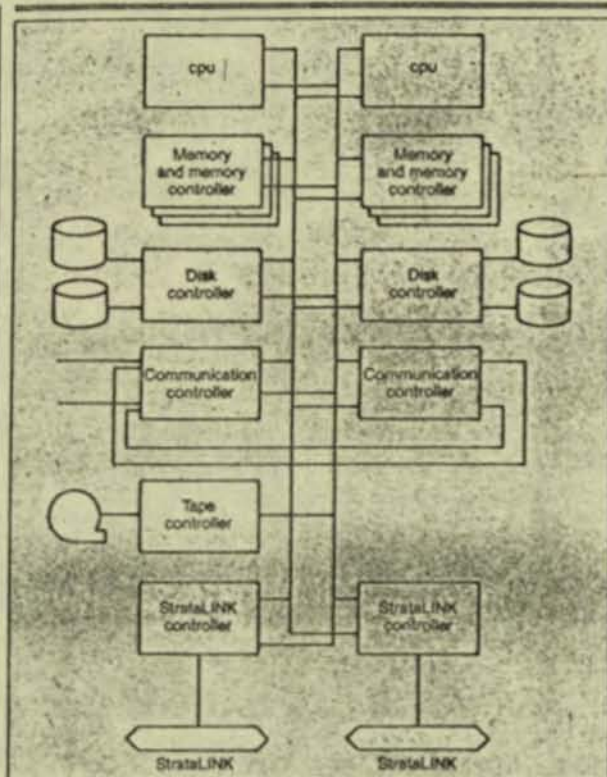 cpu
cpu
Memory
and memory
controller
Memory
and memory
controller
Disk
controller
Disk
controller
Communication
controller
Communication
controller
Tape
controller
StrataLINK
controller
StrataLINK
controller
StrataLINK
StrataLINK